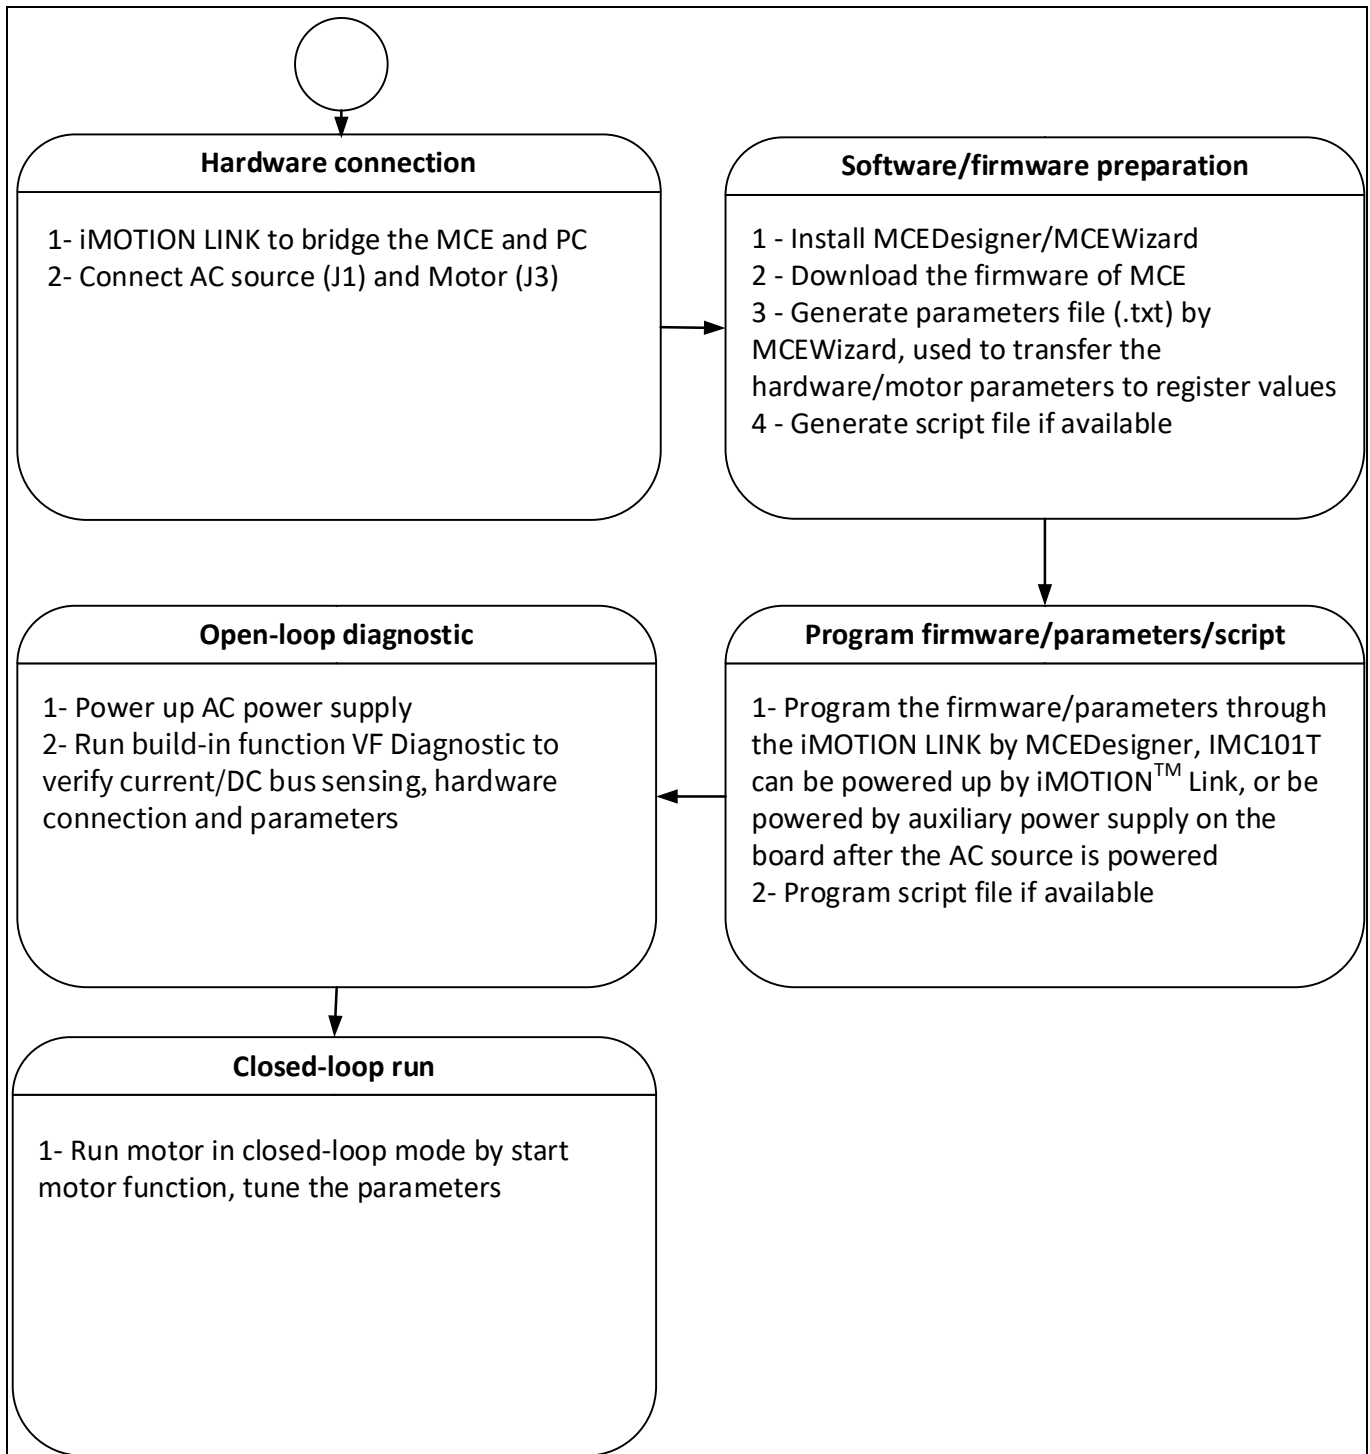 Hardware connection
1- iMOTION LINK to bridge the MCE and PC
2- Connect AC source (J1) and Motor (J3)
Software/firmware preparation
1 - Install MCEDesigner/MCEWizard
2 - Download the firmware of MCE
3 - Generate parameters file (.txt) by
MCEWizard, used to transfer the
hardware/motor parameters to register values
4 - Generate script file if available
Program firmware/parameters/script
1- Program the firmware/parameters through
the iMOTION LINK by MCEDesigner, IMC101T
can be powered up by iMOTION™ Link, or be
powered by auxiliary power supply on the
board after the AC source is powered
2- Program script file if available
Open-loop diagnostic
1- Power up AC power supply
2- Run build-in function VF Diagnostic to
verify current/DC bus sensing, hardware
connection and parameters
Closed-loop run
1- Run motor in closed-loop mode by start
motor function, tune the parameters